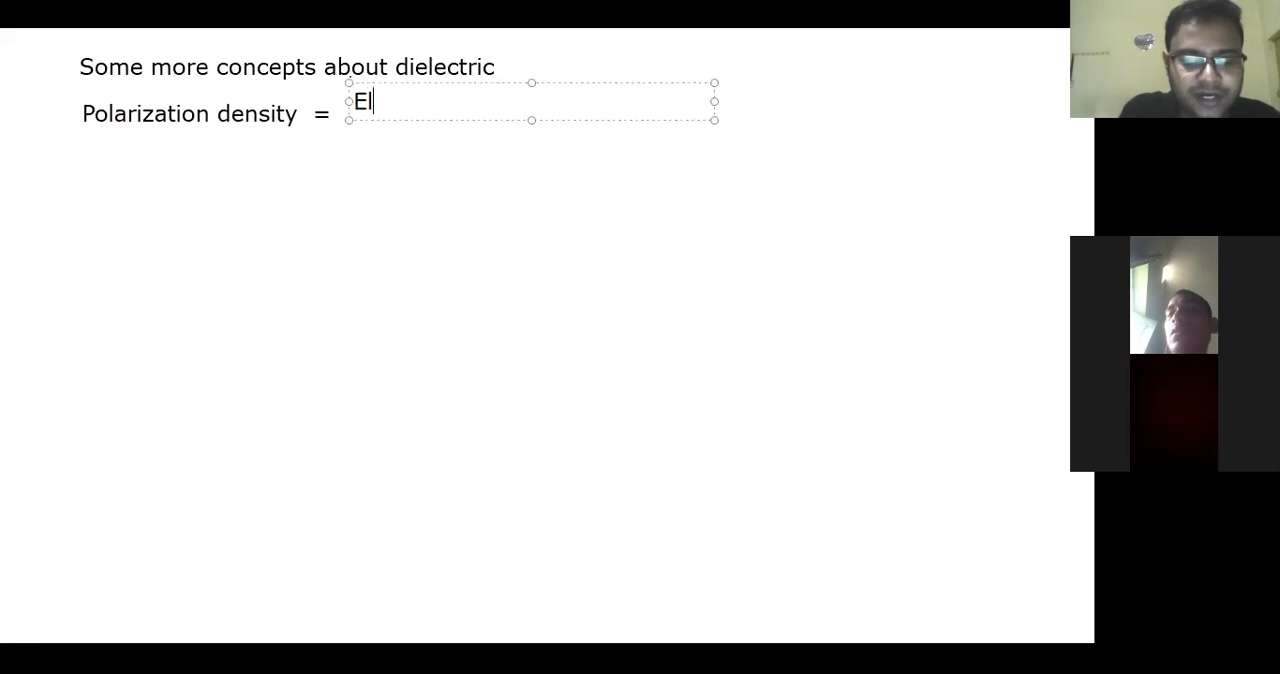 Some more concepts about dielectric
Polarization density = El